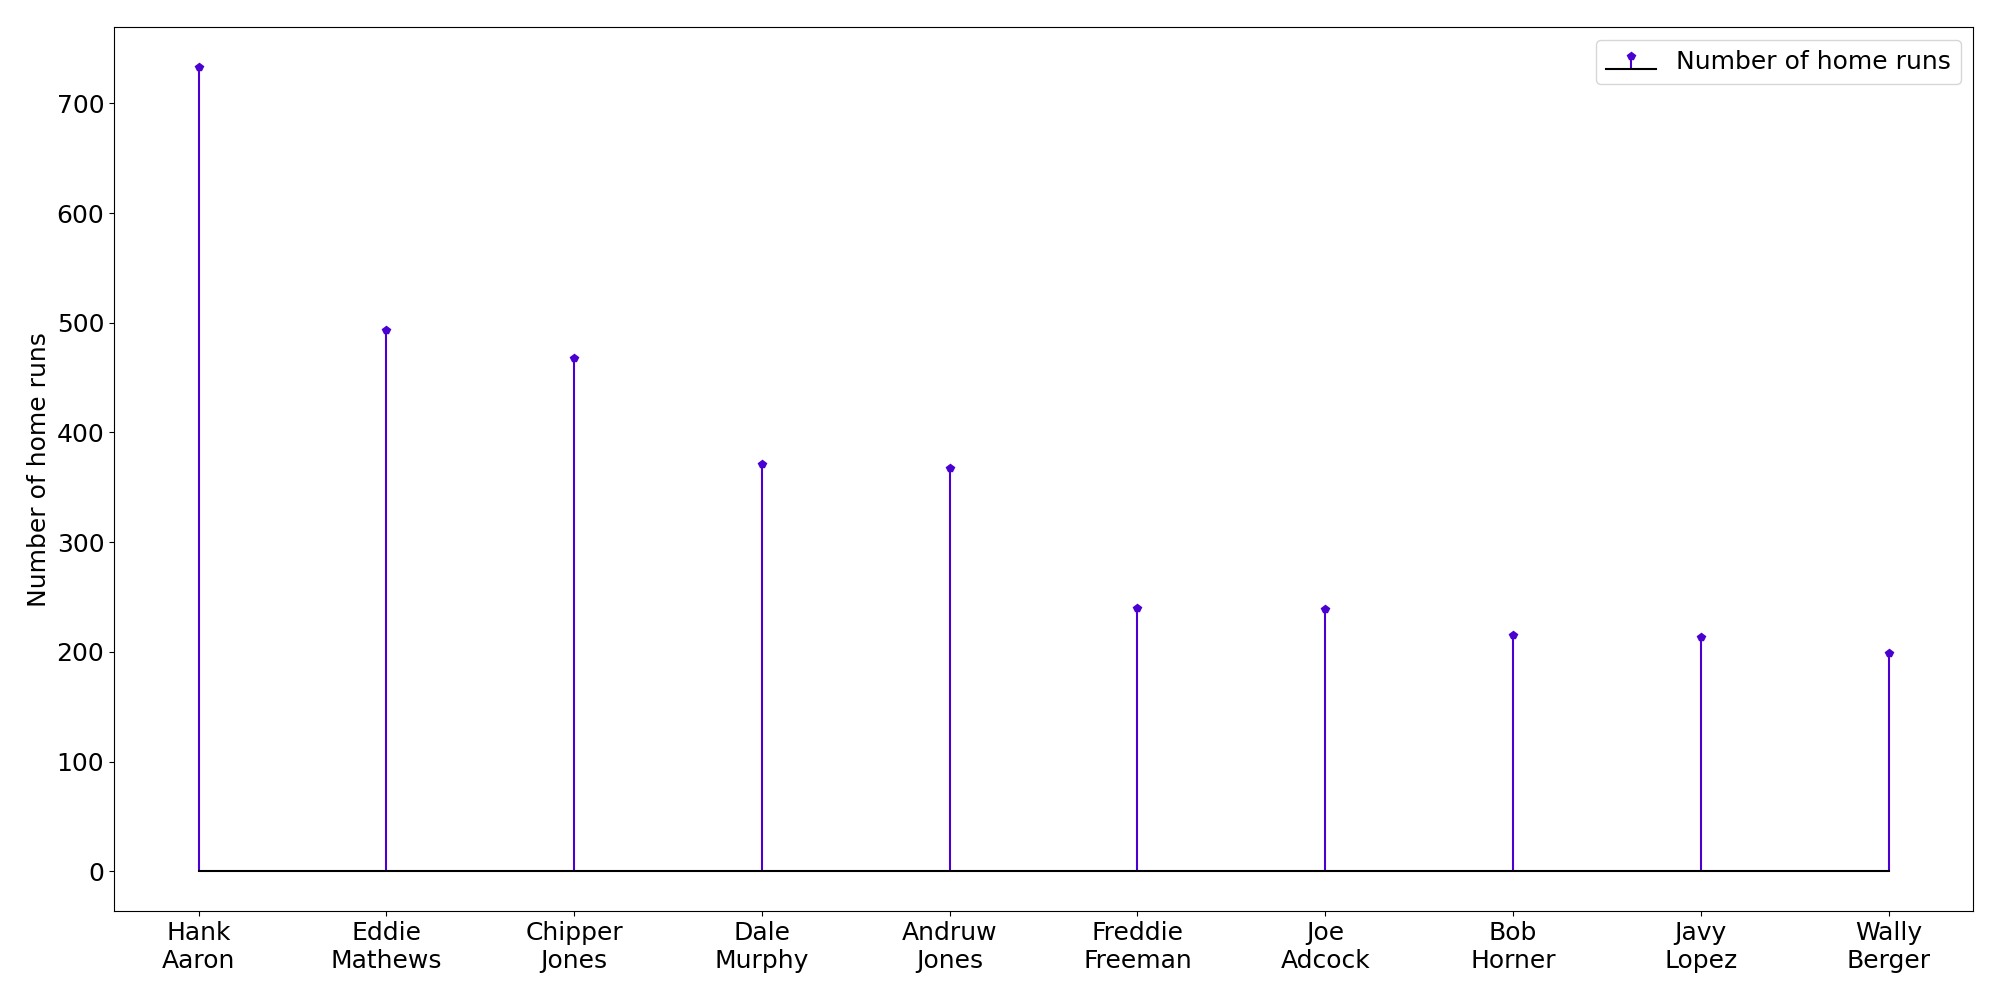 Number of home runs
Number of home runs
700
600
500
400
300
200
100
0
Hank
Aaron
Eddie
Mathews
Chipper
Jones
Dale
Murphy
Andruw
Jones
Freddie
Freeman
Joe
Adcock
Bob
Horner
Javy
Lopez
Wally
Berger